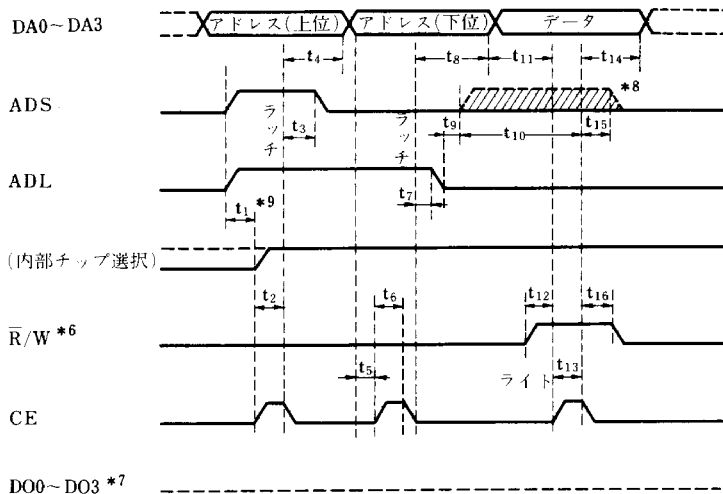 DA0~DA3
アドレス(上位)
アドレス(下位)
データ
t4
t8
t11
t14
ADS
ラッチ
t3
ラッチ
t9
t10
t15
*8
ADL
t1 *9
t7
(内部チップ選択)
t2
t6
t12
t16
R̅/W *6
t5
ライト
t13
CE
DO0~DO3 *7